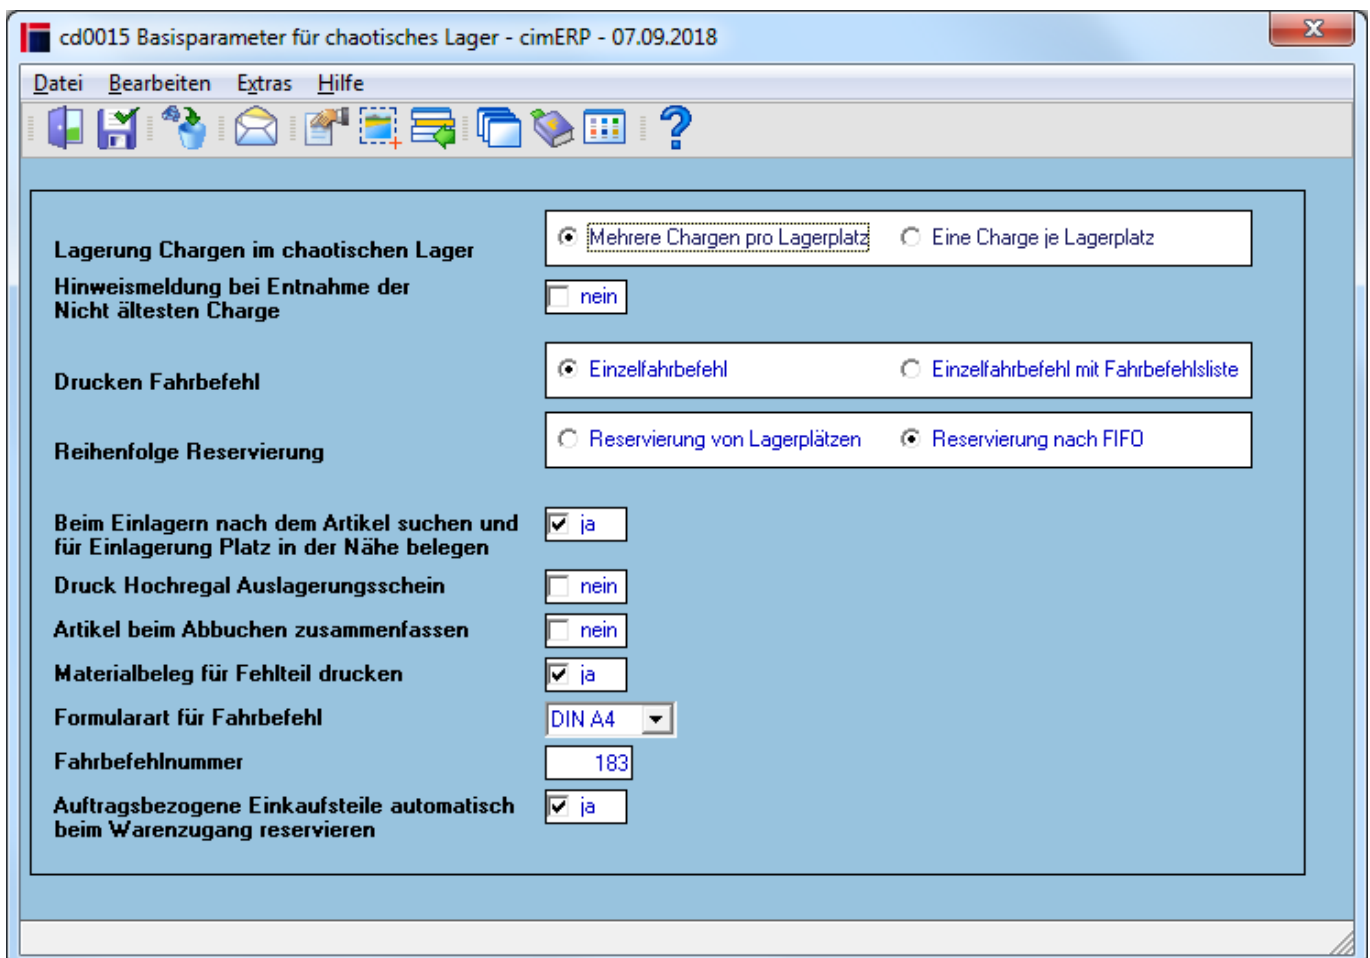 cd0015 Basisparameter für chaotisches Lager - cimERP - 07.09.2018
Datei Bearbeiten Extras Hilfe
Lagerung Chargen im chaotischen Lager
Mehrere Chargen pro Lagerplatz Eine Charge je Lagerplatz
Hinweismeldung bei Entnahme der
Nicht ältesten Charge
nein
Drucken Fahrbefehl
Einzelfahrbefehl Einzelfahrbefehl mit Fahrbefehlsliste
Reihenfolge Reservierung
Reservierung von Lagerplätzen Reservierung nach FIFO
Beim Einlagern nach dem Artikel suchen und
für Einlagerung Platz in der Nähe belegen
ja
Druck Hochregal Auslagerungsschein
nein
Artikel beim Abbuchen zusammenfassen
nein
Materialbeleg für Fehlteil drucken
ja
Formularart für Fahrbefehl
DIN A4
Fahrbefehlnummer
183
Auftragsbezogene Einkaufsteile automatisch
beim Warenzugang reservieren
ja